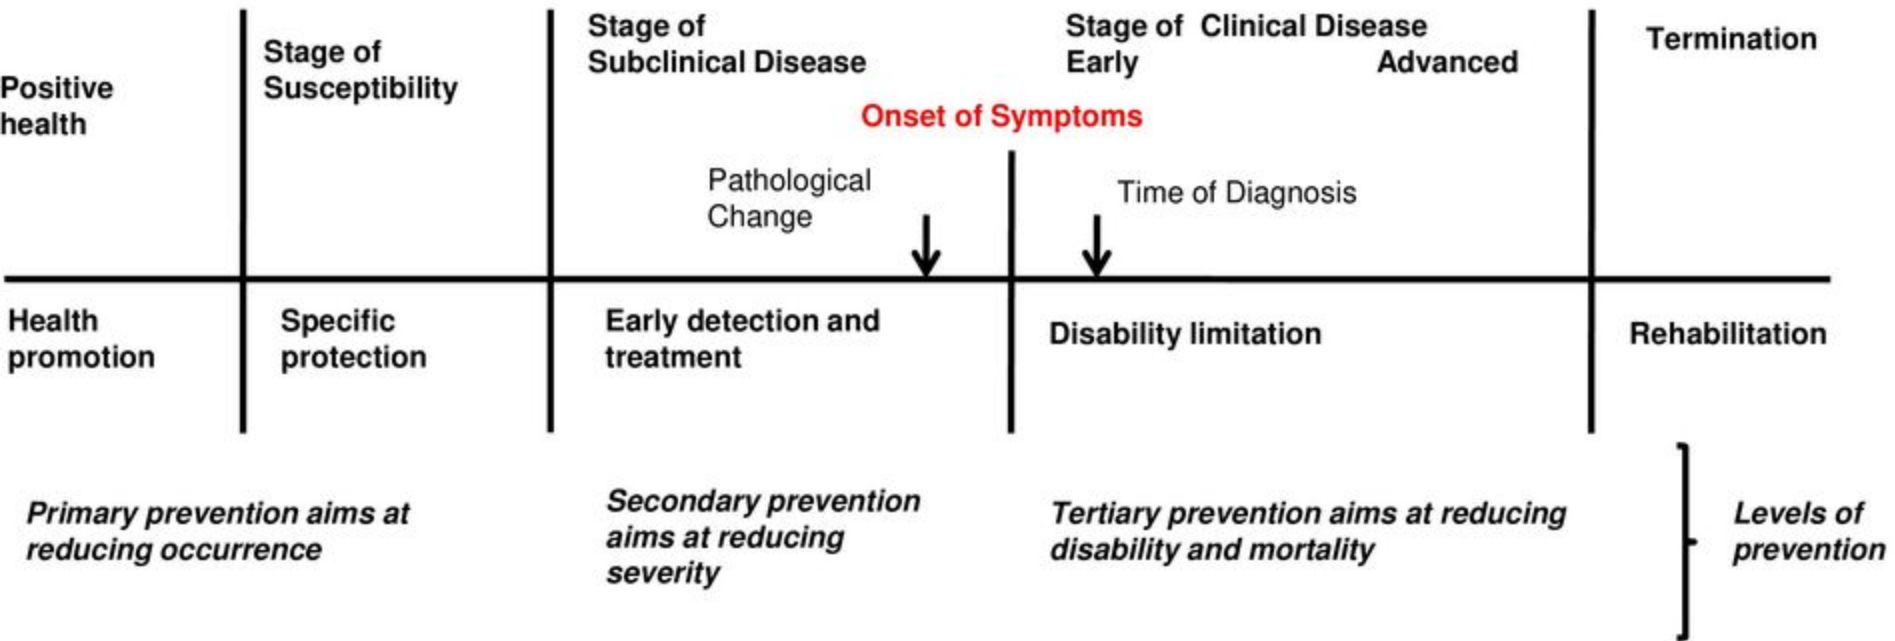 Positive
health
Stage of
Susceptibility
Stage of
Subclinical Disease
Stage of  Clinical Disease
Early Advanced
Termination
Onset of Symptoms
Pathological
Change
Time of Diagnosis
Health
promotion
Specific
protection
Early detection and
treatment
Disability limitation
Rehabilitation
Primary prevention aims at
reducing occurrence
Secondary prevention
aims at reducing
severity
Tertiary prevention aims at reducing
disability and mortality
Levels of
prevention